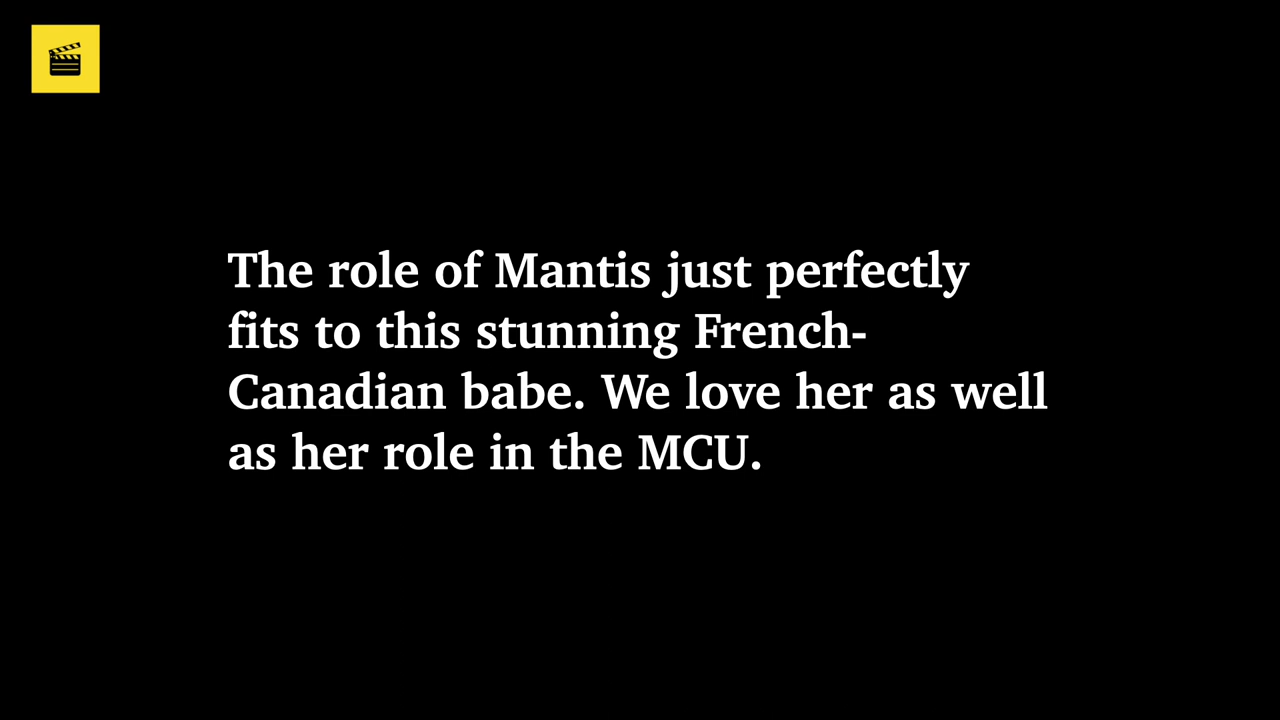 The role of Mantis just perfectly
fits to this stunning French-
Canadian babe. We love her as well
as her role in the MCU.